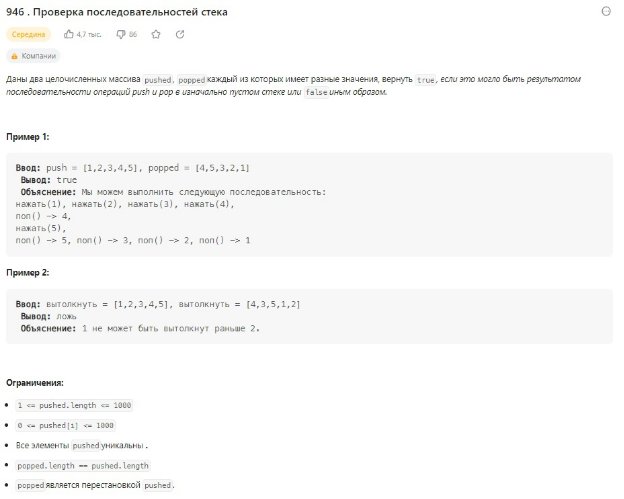 946 . Проверка последовательностей стека
Середина 4,7 тыс. 86
Компании
Даны два целочисленных массива pushed, popped каждый из которых имеет разные значения, вернуть true, если это могло быть результатом
последовательности операций push и pop в изначально пустом стеке или false иным образом.
Пример 1:
Ввод: push = [1,2,3,4,5], popped = [4,5,3,2,1]
Вывод: true
Объяснение: Мы можем выполнить следующую последовательность:
нажать(1), нажать(2), нажать(3), нажать(4),
поп() -> 4,
нажать(5),
поп() -> 5, поп() -> 3, поп() -> 2, поп() -> 1
Пример 2:
Ввод: вытолкнуть = [1,2,3,4,5], вытолкнуть = [4,3,5,1,2]
Вывод: ложь
Объяснение: 1 не может быть вытолкнут раньше 2.
Ограничения:
1 <= pushed.length <= 1000
0 <= pushed[i] <= 1000
Все элементы pushed уникальны .
popped.length == pushed.length
popped является перестановкой pushed.